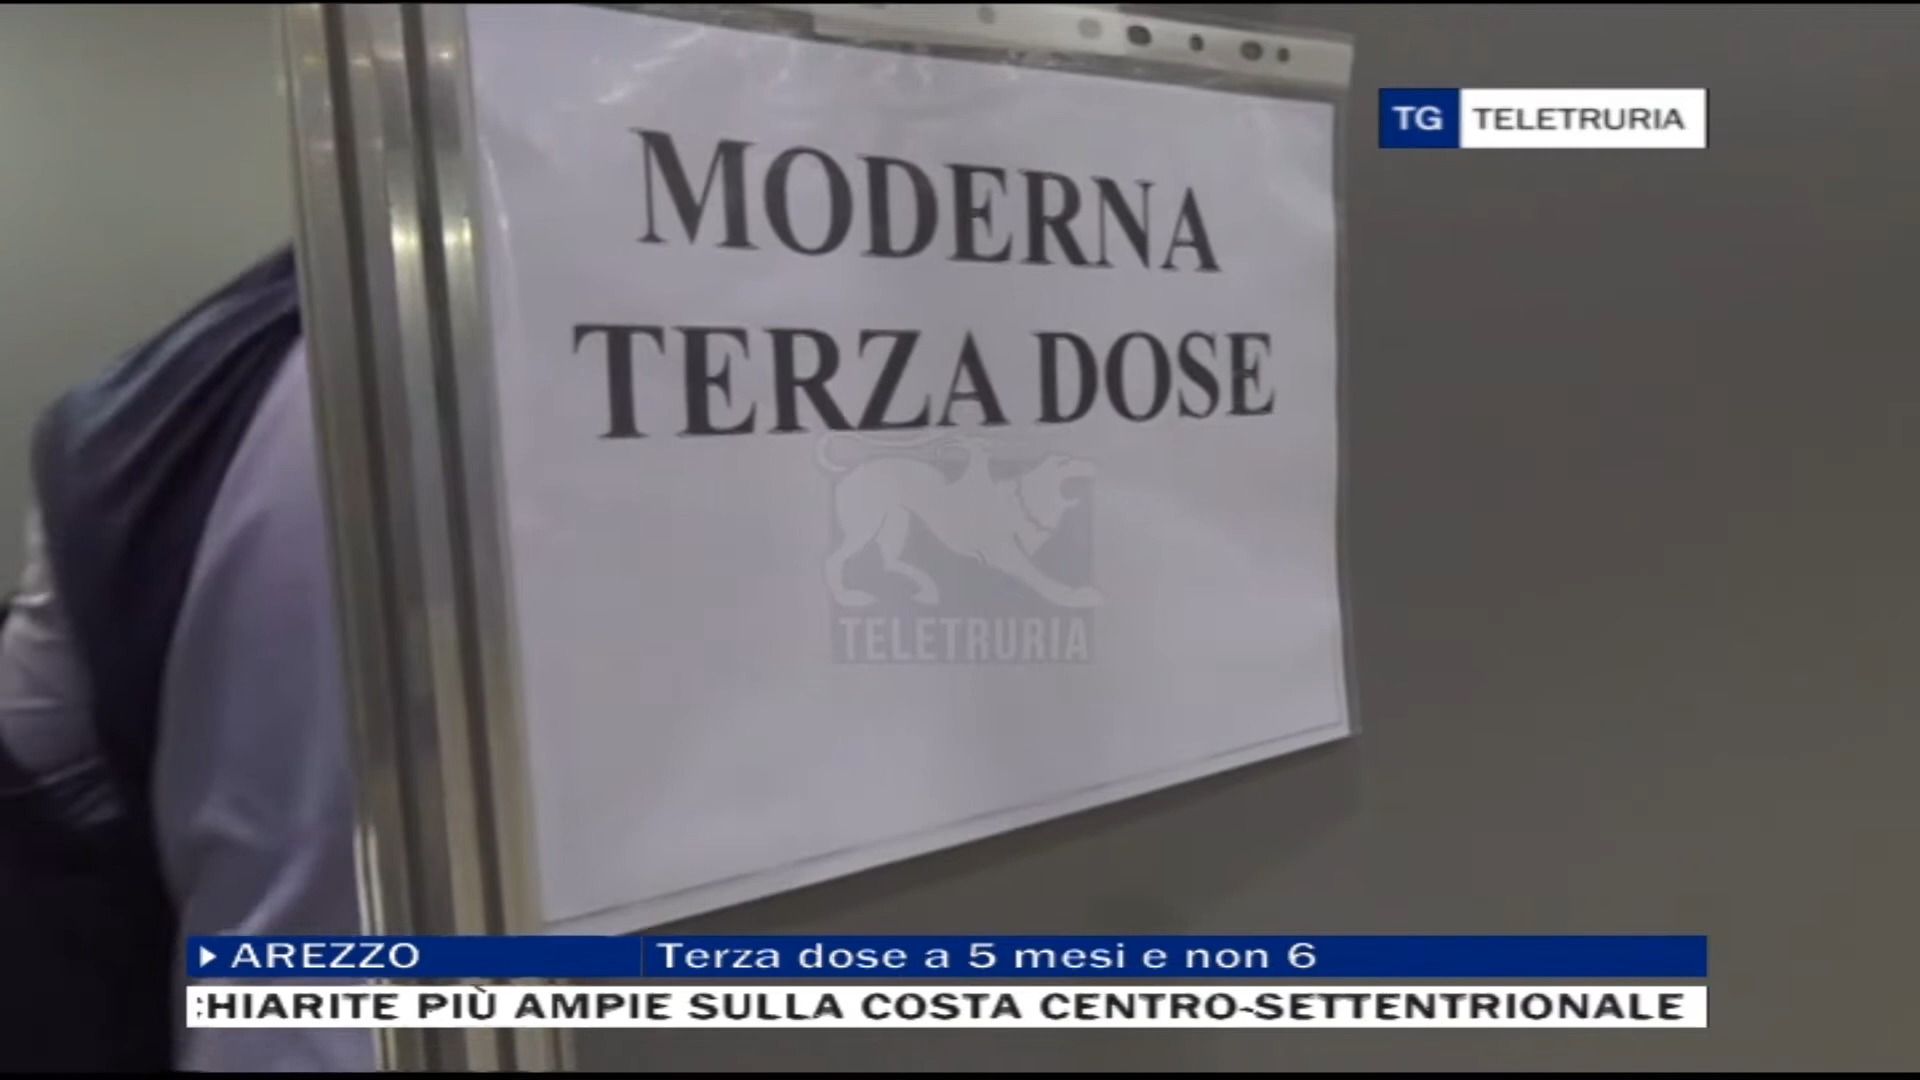 TG TELETRURIA
MODERNA
TERZA DOSE
TELETRURIA
AREZZO
Terza dose a 5 mesi e non 6
PIÙ AMPIE SULLA COSTA CENTRO-SETTENTRIONALE